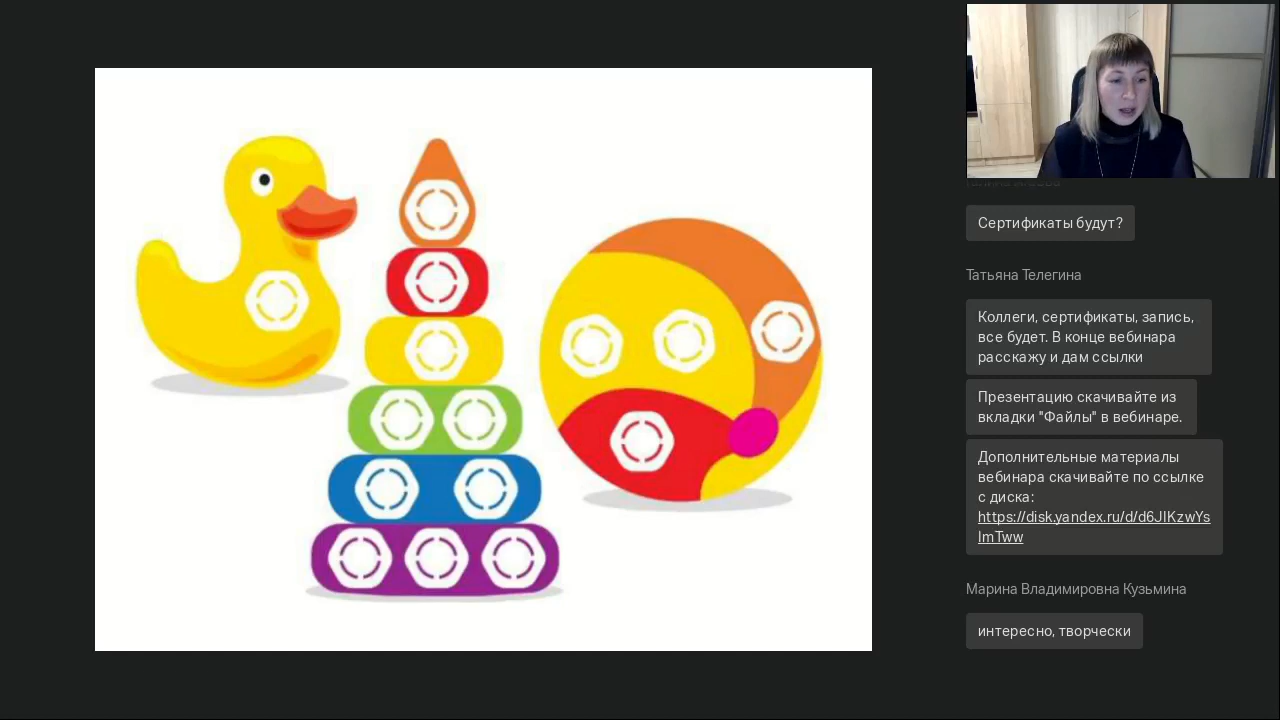 Сертификаты будут?
Татьяна Телегина
Коллеги, сертификаты, запись,
все будет. В конце вебинара
расскажу и дам ссылки
Презентацию скачивайте из
вкладки "Файлы" в вебинаре.
Дополнительные материалы
вебинара скачивайте по ссылке
с диска:
https://disk.yandex.ru/d/d6JIKzwYs
ImTww
Марина Владимировна Кузьмина
интересно, творчески